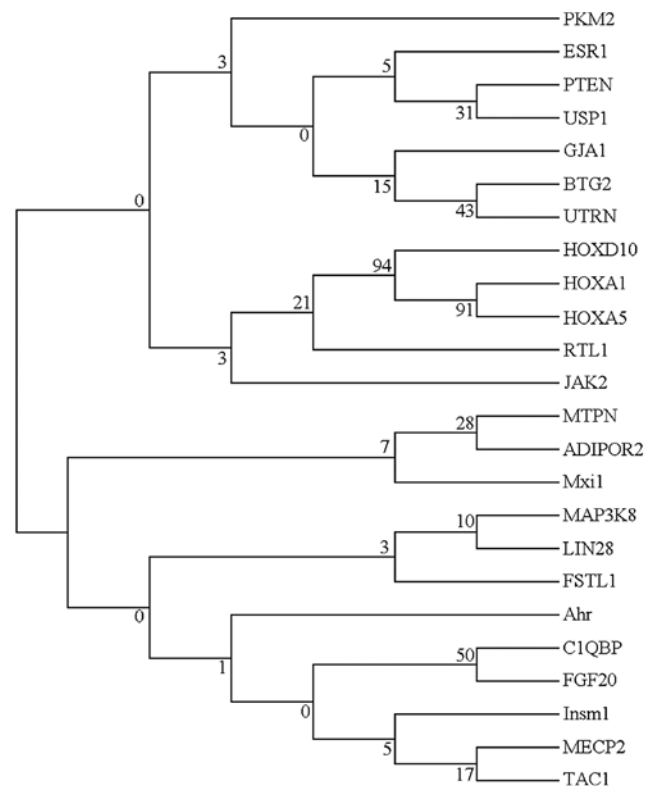 PKM2
3
ESR1
5
PTEN
31
USP1
0
GJA1
15
BTG2
43
UTRN
0
HOXD10
94
HOXA1
91
HOXA5
21
RTL1
3
JAK2
MTPN
28
ADIPOR2
7
Mxi1
MAP3K8
10
LIN28
3
FSTL1
0
Ahr
1
C1QBP
50
FGF20
0
Insm1
5
MECP2
17
TAC1